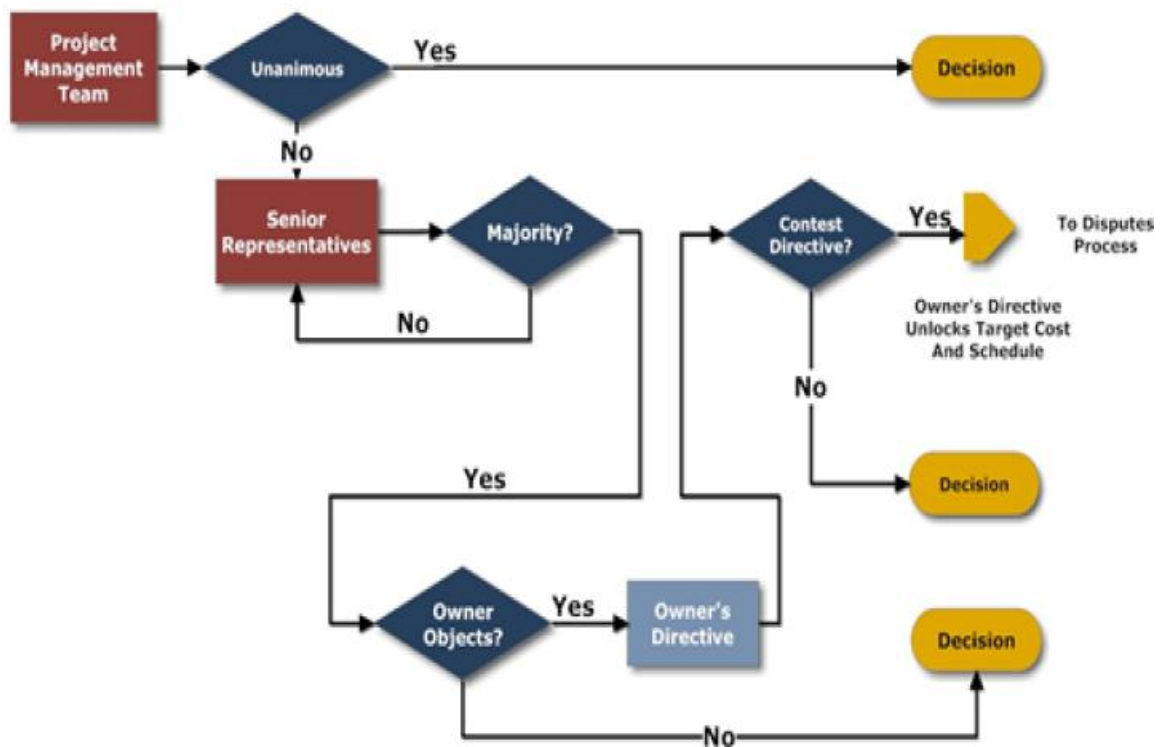 Project
Management
Team
Unanimous
Yes
Decision
No
Senior
Representatives
Majority?
No
Contest
Directive?
Yes
To Disputes
Process
Owner's Directive
Unlocks Target Cost
And Schedule
No
Decision
Yes
Owner
Objects?
Yes
Owner's
Directive
Decision
No